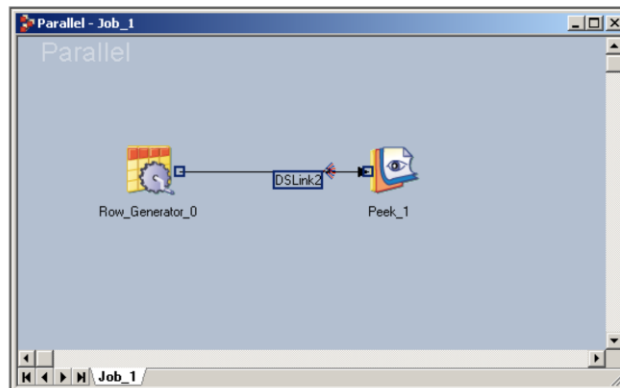 Parallel - Job_1
Parallel
DSLink2
Row_Generator_0
Peek_1
Job_1